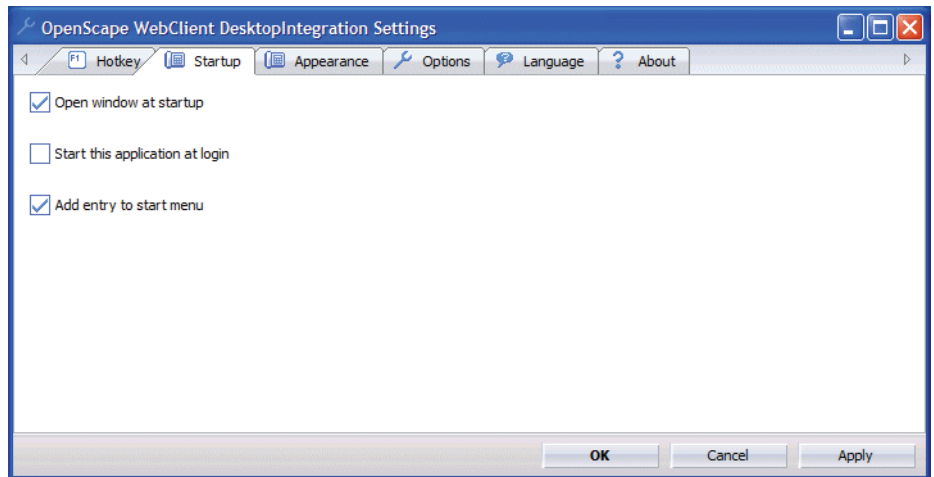 OpenScape WebClient DesktopIntegration Settings
F1 Hotkey Startup Appearance Options Language ? About
Open window at startup
Start this application at login
Add entry to start menu
OK Cancel Apply